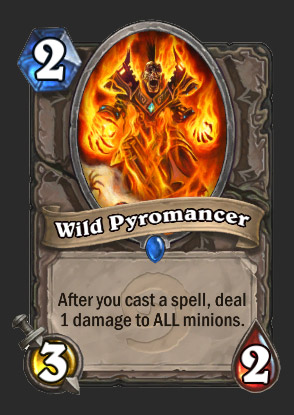 2
Wild Pyromancer
After you cast a spell, deal
1 damage to ALL minions.
3
2